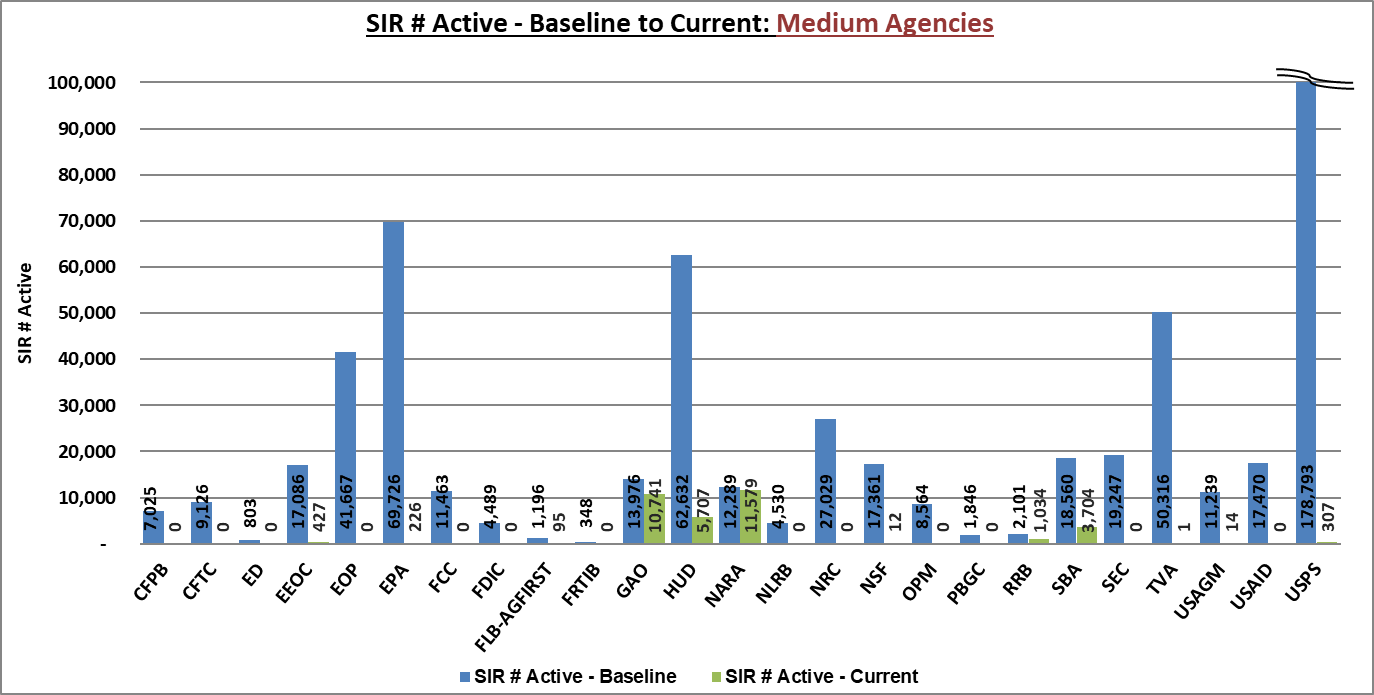 SIR # Active - Baseline to Current: Medium Agencies
SIR # Active
100,000
90,000
80,000
70,000
60,000
50,000
40,000
30,000
20,000
10,000
-
7,025 0
9,126 0
803 0
17,086 427
41,667 0
69,726 226
11,463 0
4,489 0
1,196 95
348 0
13,976 10,741
62,632 5,707
12,289 11,579
4,530 0
27,029 0
17,361 12
8,564 0
1,846 0
2,101 1,034
18,560 3,704
19,247 0
50,316 1
11,239 14
17,470 0
178,793 307
CFPB
CFTC
ED
EEOC
EOP
EPA
FCC
FDIC
FLB-AGFIRST
FRTIB
GAO
HUD
NARA
NLRB
NRC
NSF
OPM
PBGC
RRB
SBA
SEC
TVA
USAGM
USAID
USPS
SIR # Active - Baseline
SIR # Active - Current